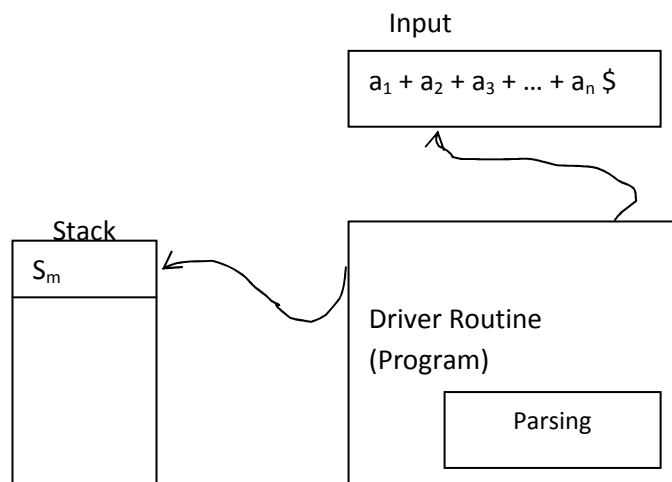 Input
a₁ + a₂ + a₃ + ... + aₙ $
Stack
Sₘ
Driver Routine
(Program)
Parsing